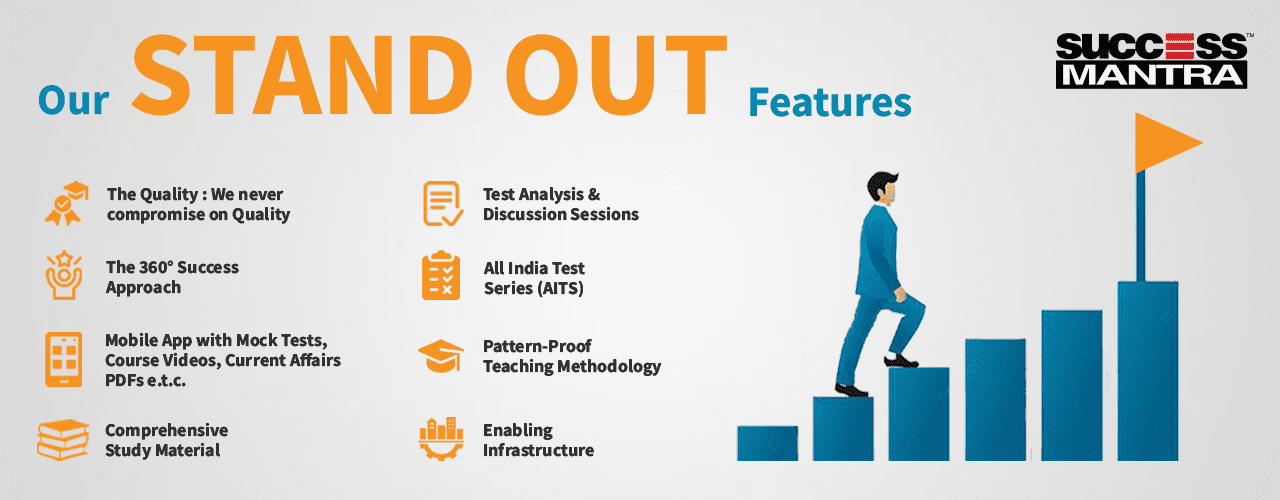 Our STAND OUT Features
SUCCESS™
MANTRA
The Quality : We never
compromise on Quality
The 360° Success
Approach
Mobile App with Mock Tests,
Course Videos, Current Affairs
PDFs e.t.c.
Comprehensive
Study Material
Test Analysis &
Discussion Sessions
All India Test
Series (AITS)
Pattern-Proof
Teaching Methodology
Enabling
Infrastructure